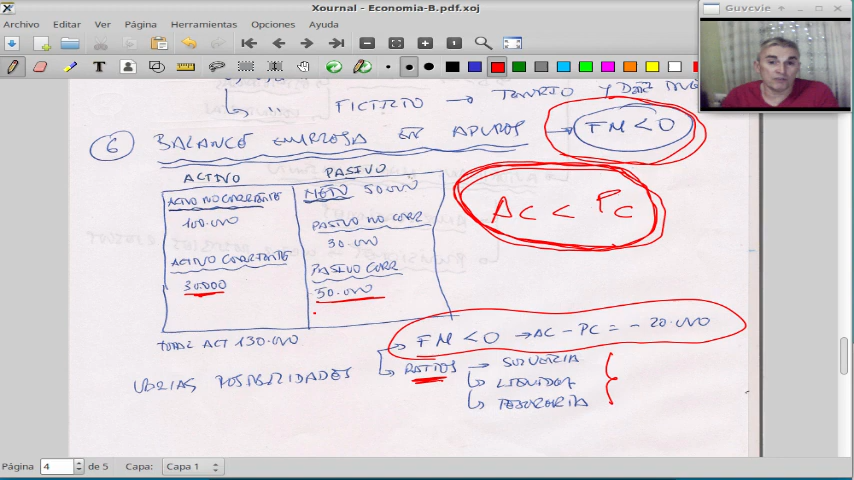 Xournal - Economia-B.pdf.xoj
Guvcvie
Archivo Editar Ver Página Herramientas Opciones Ayuda
FICTICIO → TANTEO Y DAR
6 BALANCE EMPRESA EN APUROS → FM < 0
ACTIVO PASIVO
ACTIVO NO CORRIENTE NETO 50.000
100.000 PASIVO NO CORR
30.000
ACTIVO CORRIENTE PASIVO CORR
30.000 50.000
AC < PC
TOTAL ACT 130.000
FM < 0 → AC - PC = - 20.000
VARIAS POSIBILIDADES RATIOS → SOLVENCIA
LIQUIDEZ
TESORERIA
Página 4 de 5 Capa: Capa 1